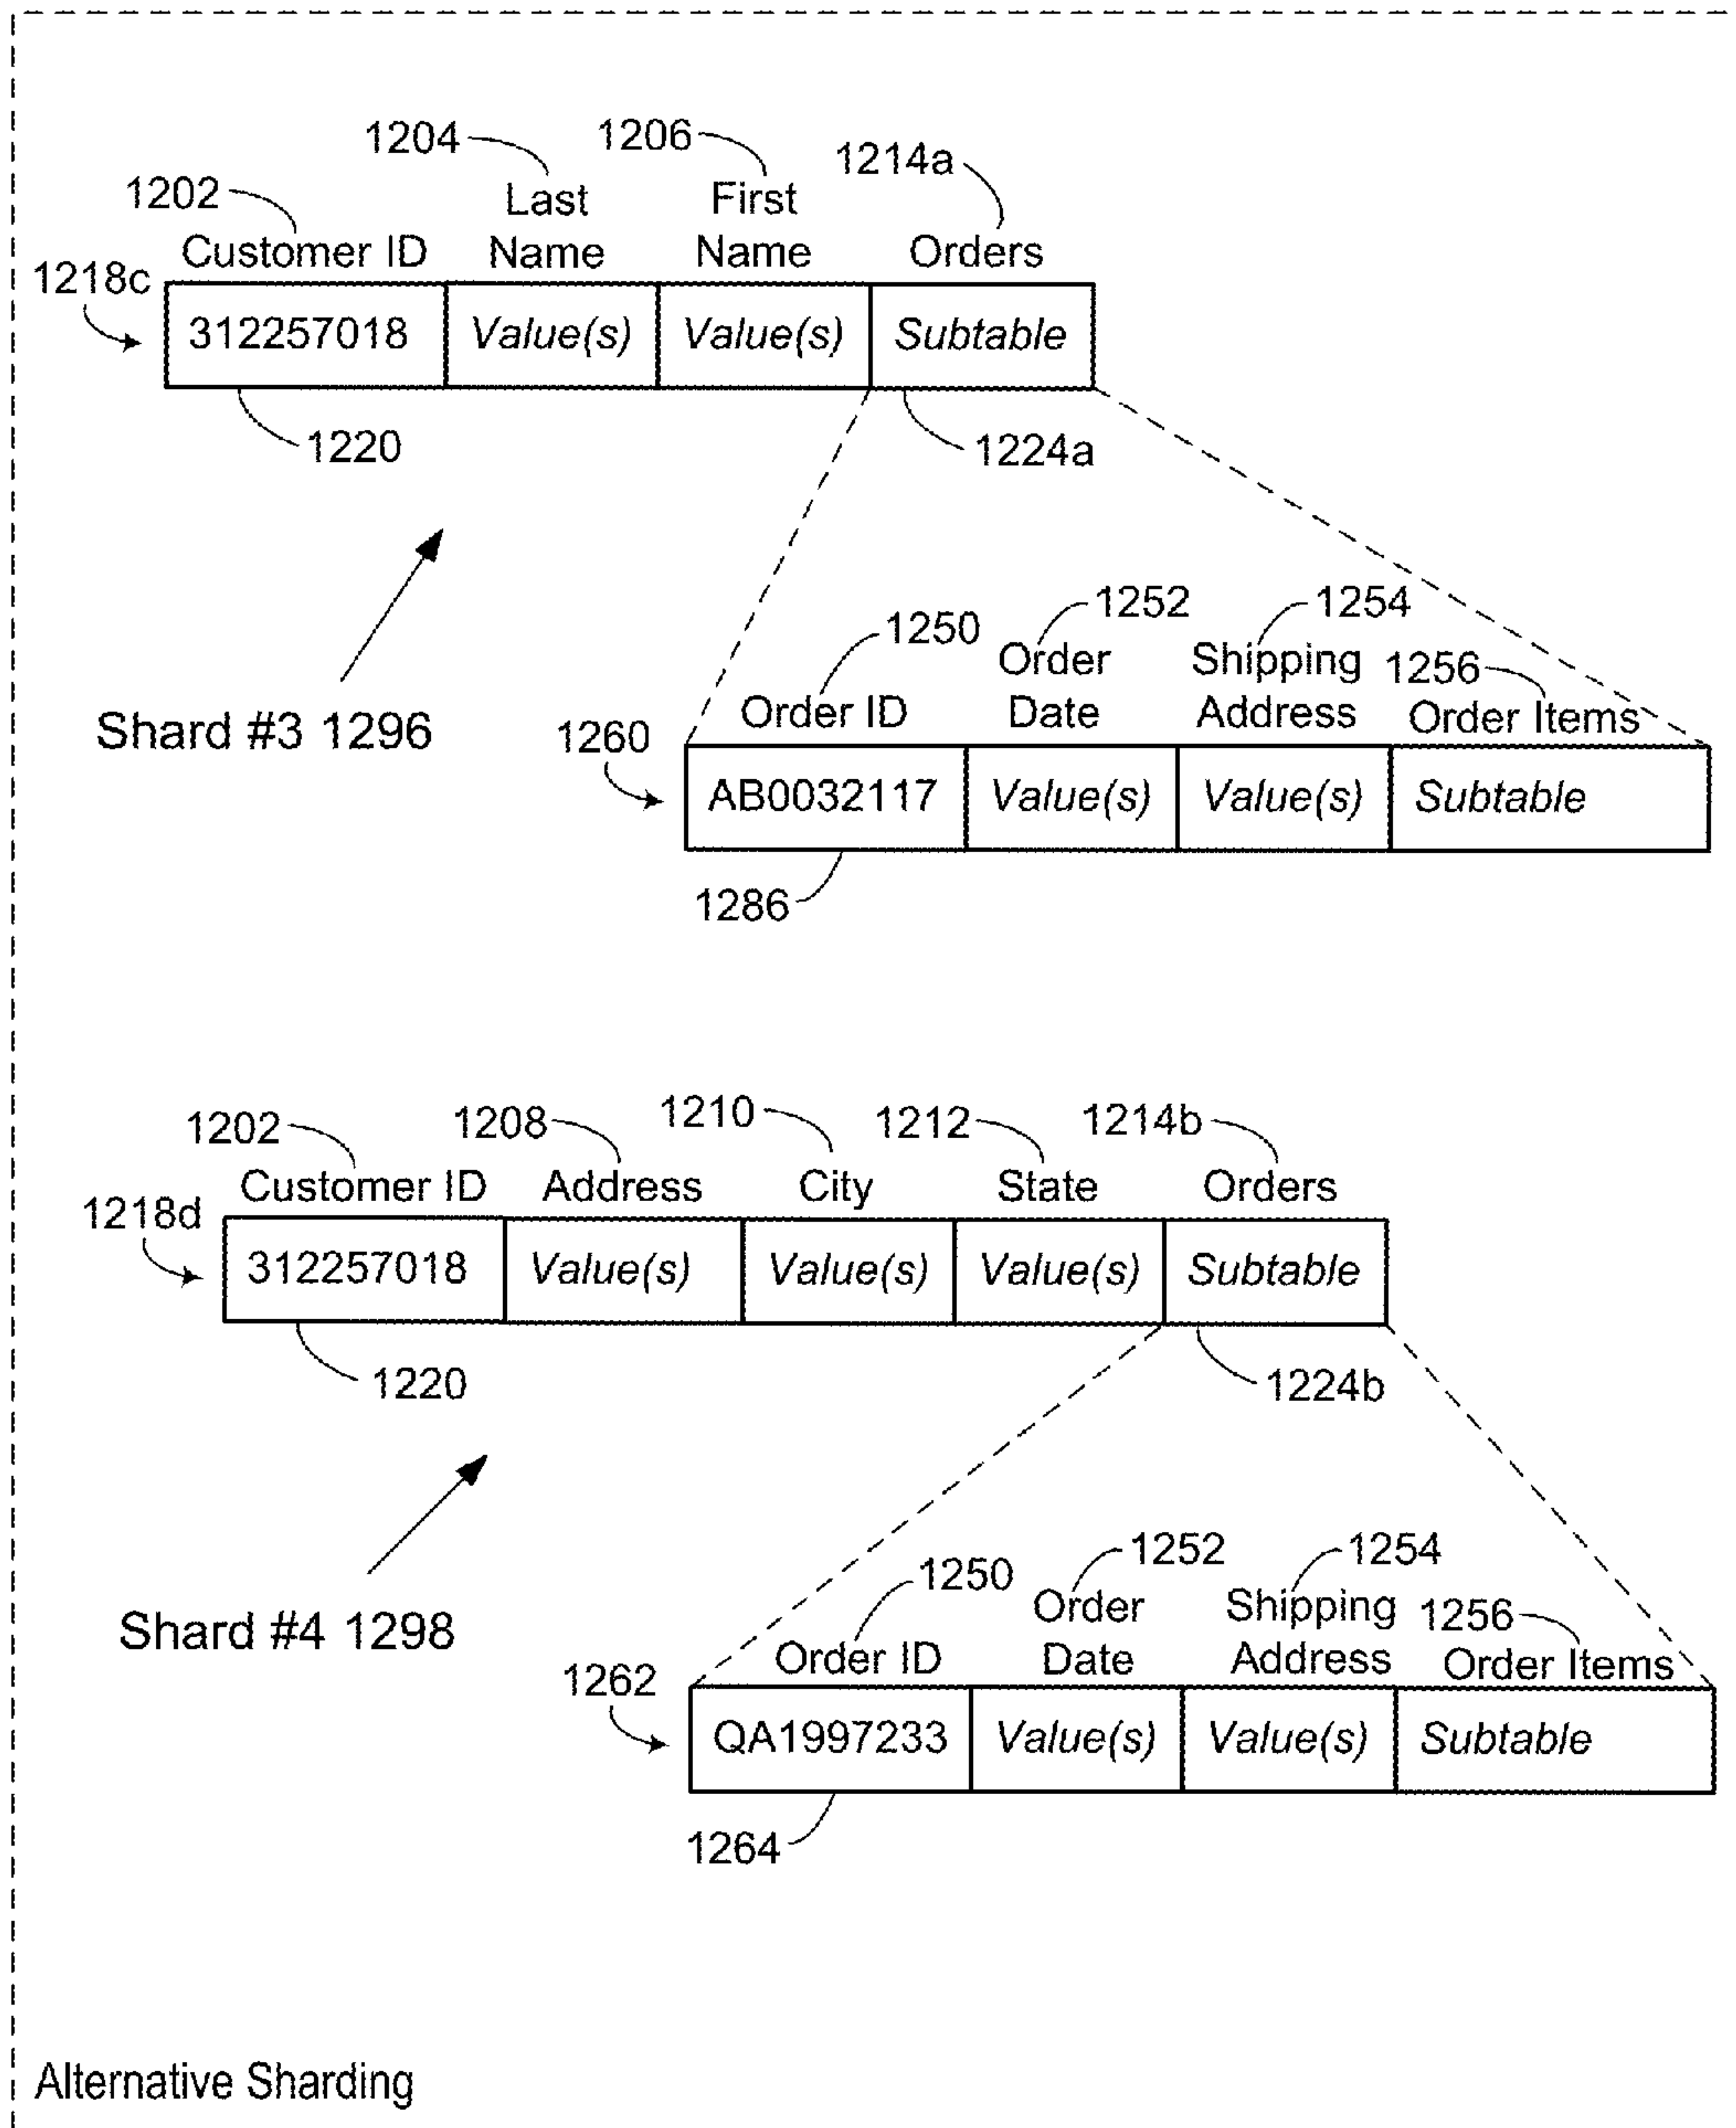 1204 1206 1214a
1202 Last First
Customer ID Name Name Orders
1218c
312257018 Value(s) Value(s) Subtable
1220 1224a
1252 1254
1250 Order Shipping 1256
Shard #3 1296
Order ID Date Address Order Items
1260
AB0032117 Value(s) Value(s) Subtable
1286
1202 1208 1210 1212 1214b
Customer ID Address City State Orders
1218d
312257018 Value(s) Value(s) Value(s) Subtable
1220 1224b
1252 1254
1250 Order Shipping 1256
Shard #4 1298
Order ID Date Address Order Items
1262
QA1997233 Value(s) Value(s) Subtable
1264
Alternative Sharding